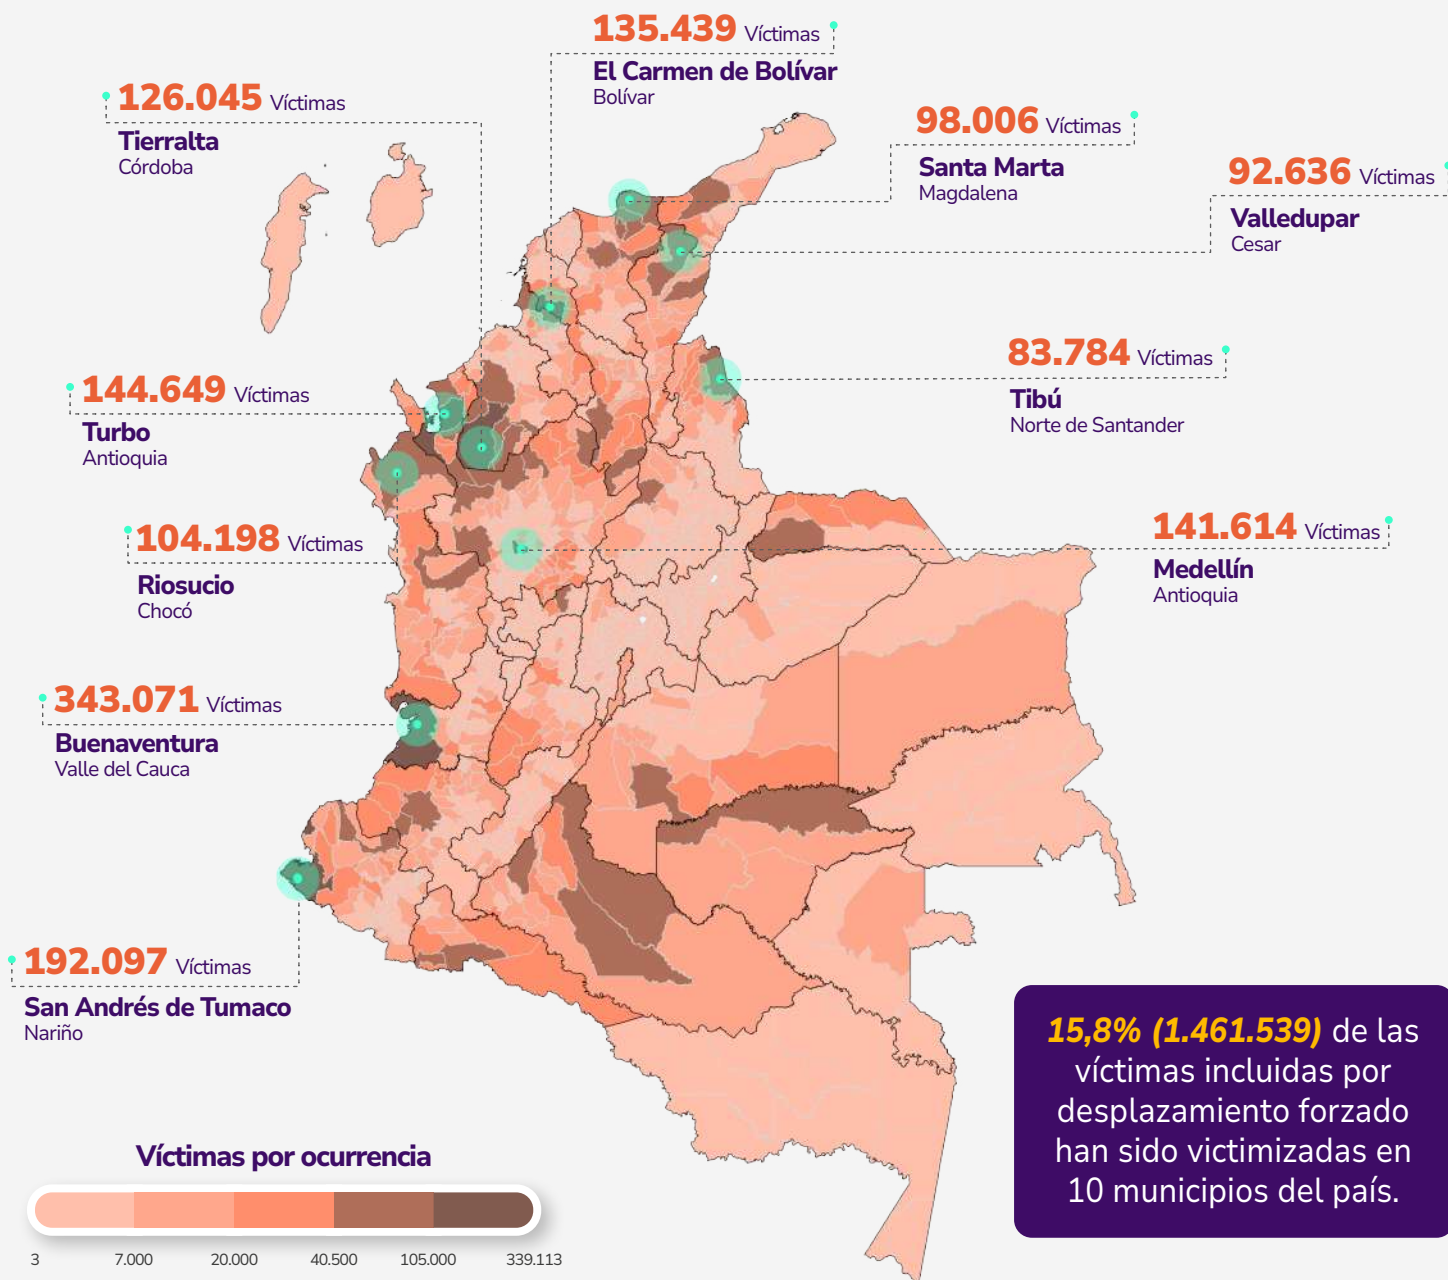 135.439 Víctimas
El Carmen de Bolívar
Bolívar
126.045 Víctimas
Tierralta
Córdoba
98.006 Víctimas
Santa Marta
Magdalena
92.636 Víctimas
Valledupar
Cesar
83.784 Víctimas
Tibú
Norte de Santander
144.649 Víctimas
Turbo
Antioquia
104.198 Víctimas
Riosucio
Chocó
141.614 Víctimas
Medellín
Antioquia
343.071 Víctimas
Buenaventura
Valle del Cauca
192.097 Víctimas
San Andrés de Tumaco
Nariño
15,8% (1.461.539) de las
víctimas incluidas por
desplazamiento forzado
han sido victimizadas en
10 municipios del país.
Víctimas por ocurrencia
3 7.000 20.000 40.500 105.000 339.113